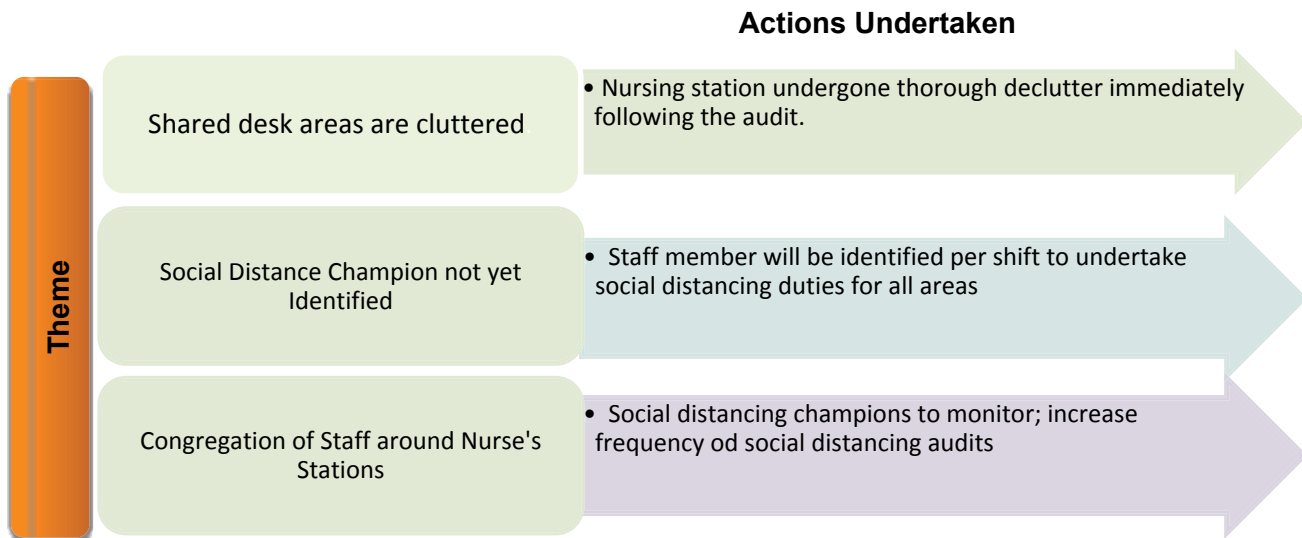 Actions Undertaken
Theme
Shared desk areas are cluttered
• Nursing station undergone thorough declutter immediately
following the audit.
Social Distance Champion not yet
Identified
• Staff member will be identified per shift to undertake
social distancing duties for all areas
Congregation of Staff around Nurse's
Stations
• Social distancing champions to monitor; increase
frequency od social distancing audits